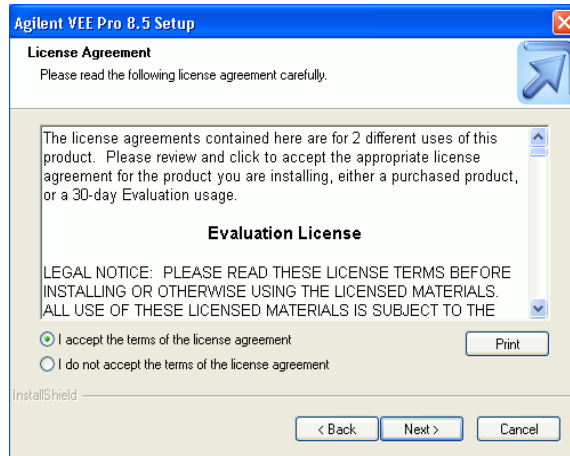 Agilent VEE Pro 8.5 Setup
License Agreement
Please read the following license agreement carefully.
The license agreements contained here are for 2 different uses of this
product.  Please review and click to accept the appropriate license
agreement for the product you are installing, either a purchased product,
or a 30-day Evaluation usage.
Evaluation License
LEGAL NOTICE:  PLEASE READ THESE LICENSE TERMS BEFORE
INSTALLING OR OTHERWISE USING THE LICENSED MATERIALS.
ALL USE OF THESE LICENSED MATERIALS IS SUBJECT TO THE
I accept the terms of the license agreement
Print
I do not accept the terms of the license agreement
InstallShield
< Back
Next >
Cancel